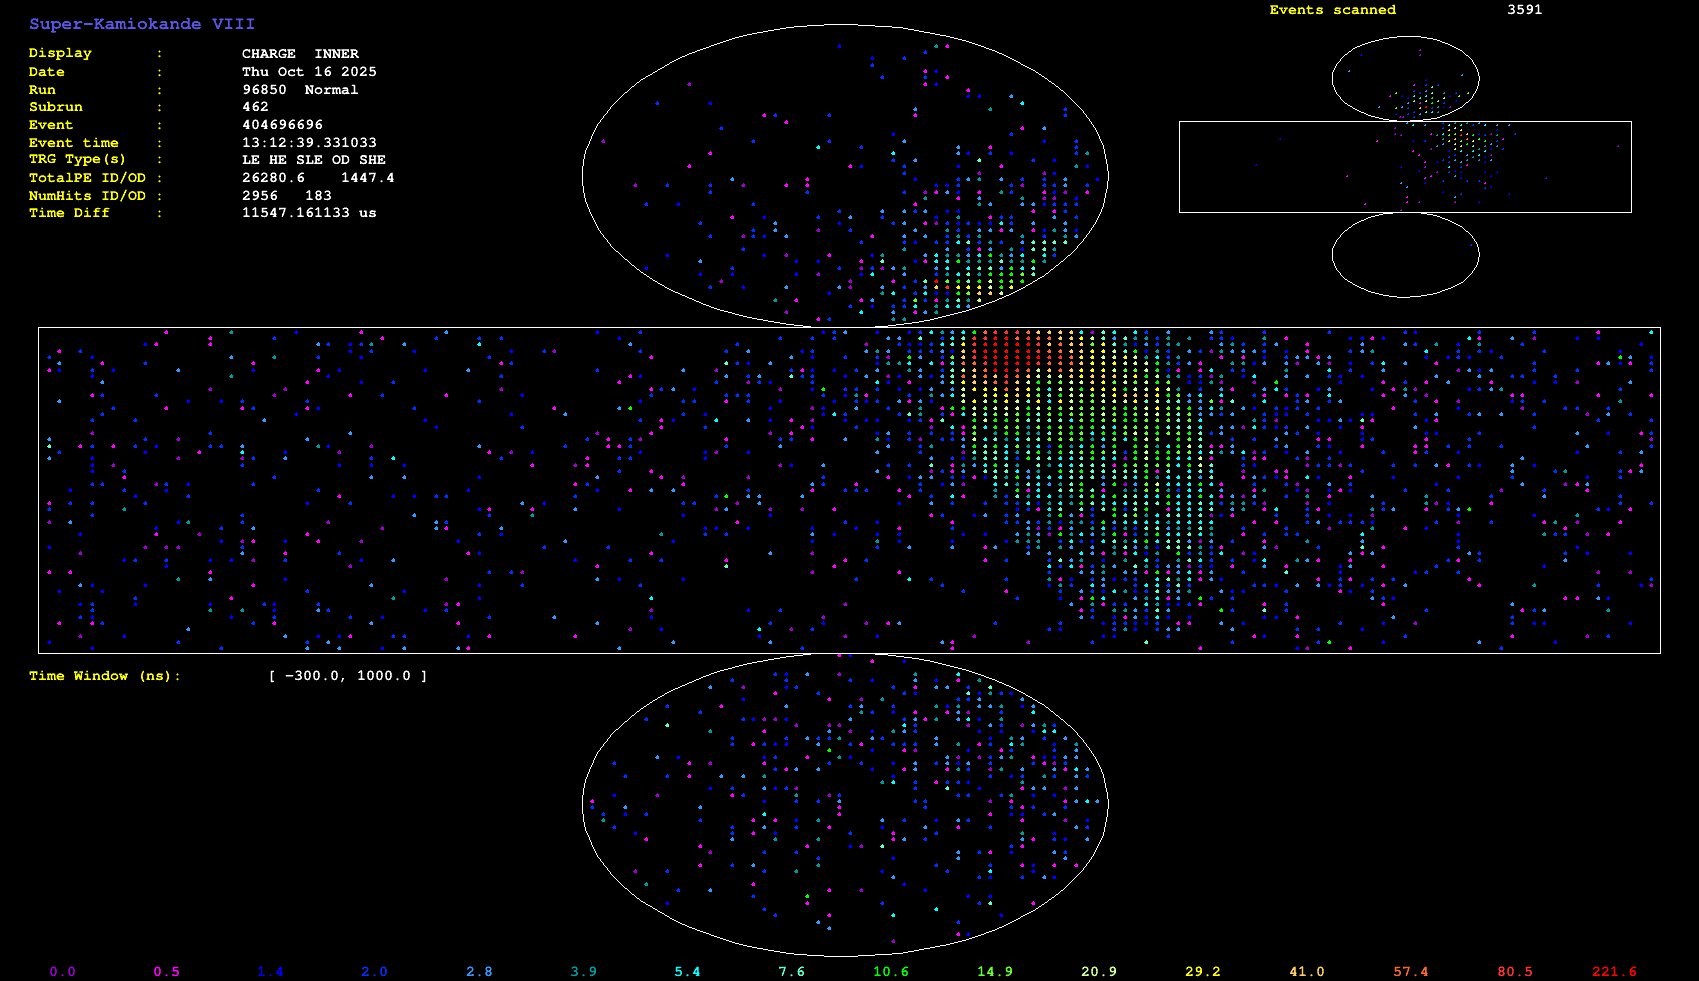 Super-Kamiokande VIII
Events scanned 3591
Display : CHARGE INNER
Date : Thu Oct 16 2025
Run : 96850 Normal
Subrun : 462
Event : 404696696
Event time : 13:12:39.331033
TRG Type(s) : LE HE SLE OD SHE
TotalPE ID/OD : 26280.6 1447.4
NumHits ID/OD : 2956 183
Time Diff : 11547.161133 us
Time Window (ns): [ -300.0, 1000.0 ]
0.0 0.5 1.4 2.0 2.8 3.9 5.4 7.6 10.6 14.9 20.9 29.2 41.0 57.4 80.5 221.6